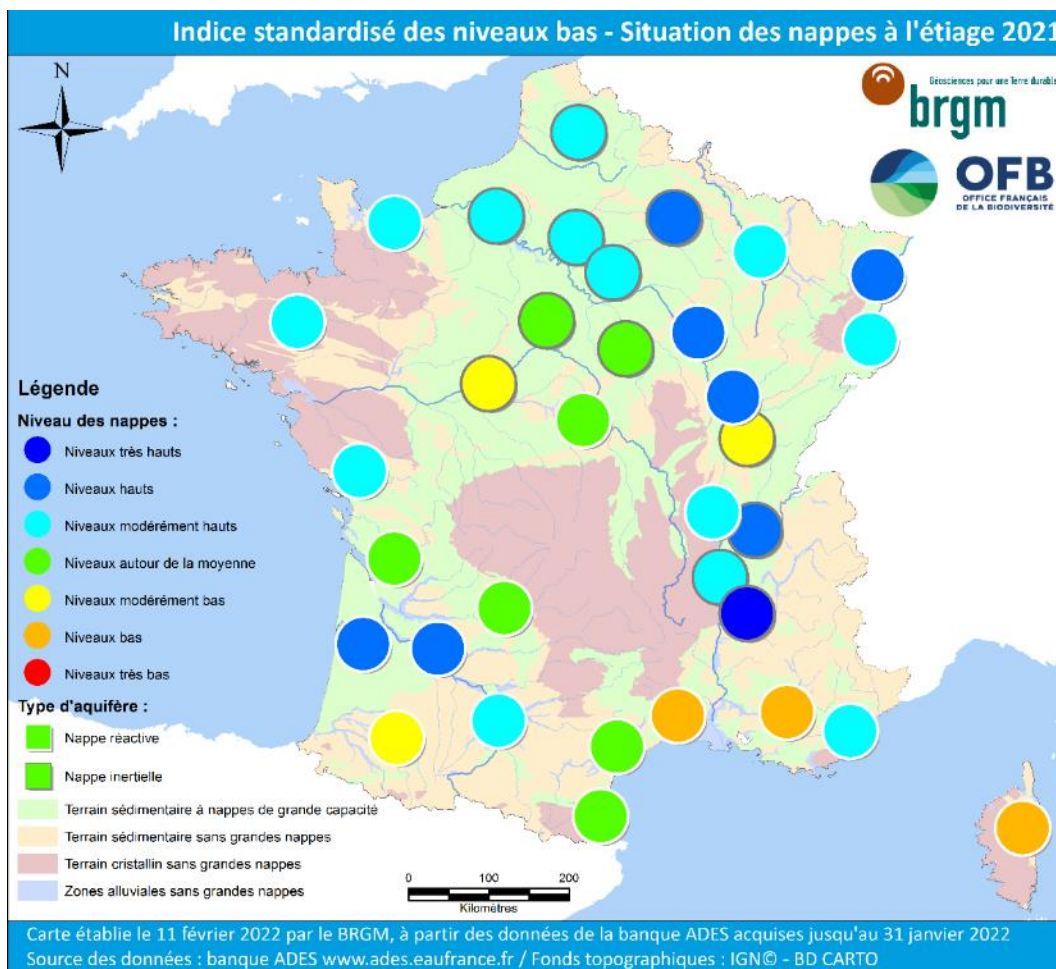 Indice standardisé des niveaux bas - Situation des nappes à l'étiage 2021
N
Géosciences pour une Terre durable
brgm
OFB
OFFICE FRANÇAIS
DE LA BIODIVERSITÉ
Légende
Niveau des nappes :
Niveaux très hauts
Niveaux hauts
Niveaux modérément hauts
Niveaux autour de la moyenne
Niveaux modérément bas
Niveaux bas
Niveaux très bas
Type d'aquifère :
Nappe réactive
Nappe inertielle
Terrain sédimentaire à nappes de grande capacité
Terrain sédimentaire sans grandes nappes
Terrain cristallin sans grandes nappes
Zones alluviales sans grandes nappes
0 100 200
Kilomètres
Carte établie le 11 février 2022 par le BRGM, à partir des données de la banque ADES acquises jusqu'au 31 janvier 2022
Source des données : banque ADES www.ades.eaufrance.fr / Fonds topographiques : IGN© - BD CARTO